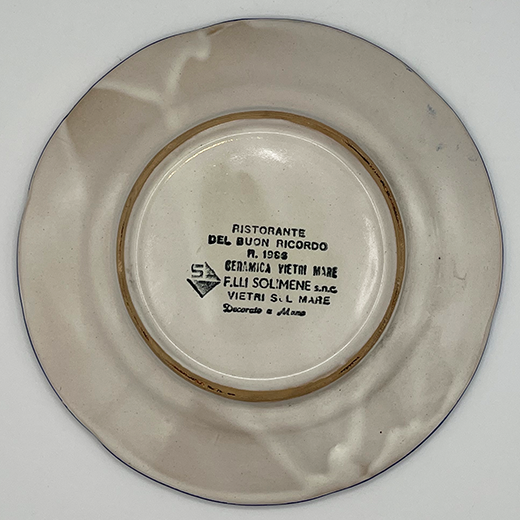 RISTORANTE
DEL BUON RICORDO
R. 1966
CERAMICA VIETRI MARE
F.LLI SOLIMENE s.n.c.
VIETRI SUL MARE
Decorato a Mano